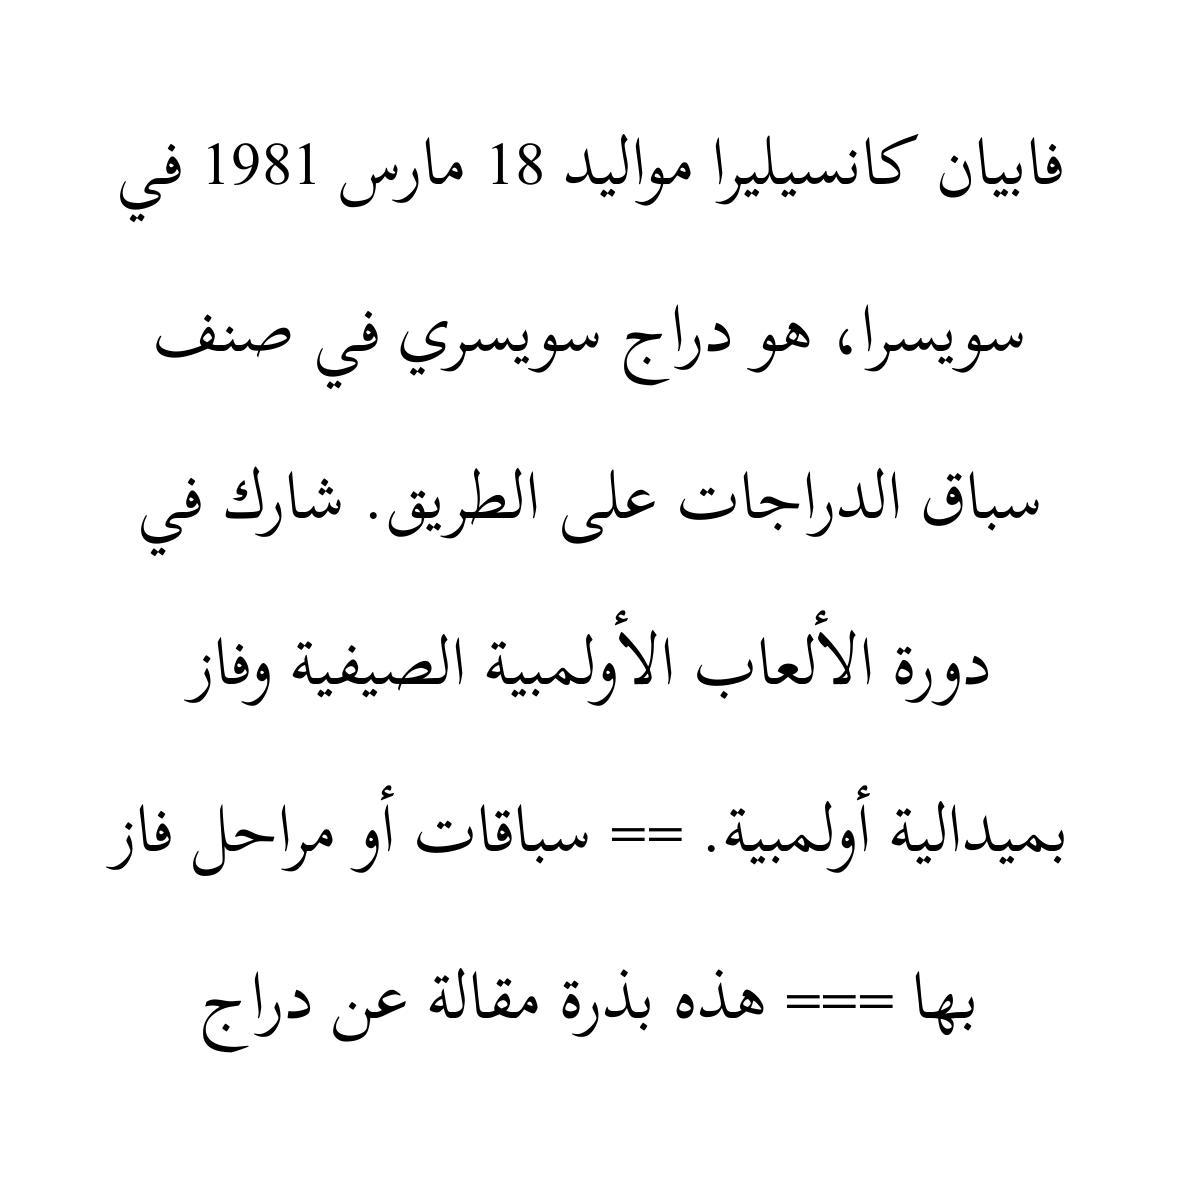 فابيان كانسيليرا مواليد 18 مارس 1981 في
سويسرا، هو دراج سويسري في صنف
سباق الدراجات على الطريق. شارك في
دورة الألعاب الأولمبية الصيفية وفاز
بميدالية أولمبية. == سباقات أو مراحل فاز
بها === هذه بذرة مقالة عن دراج